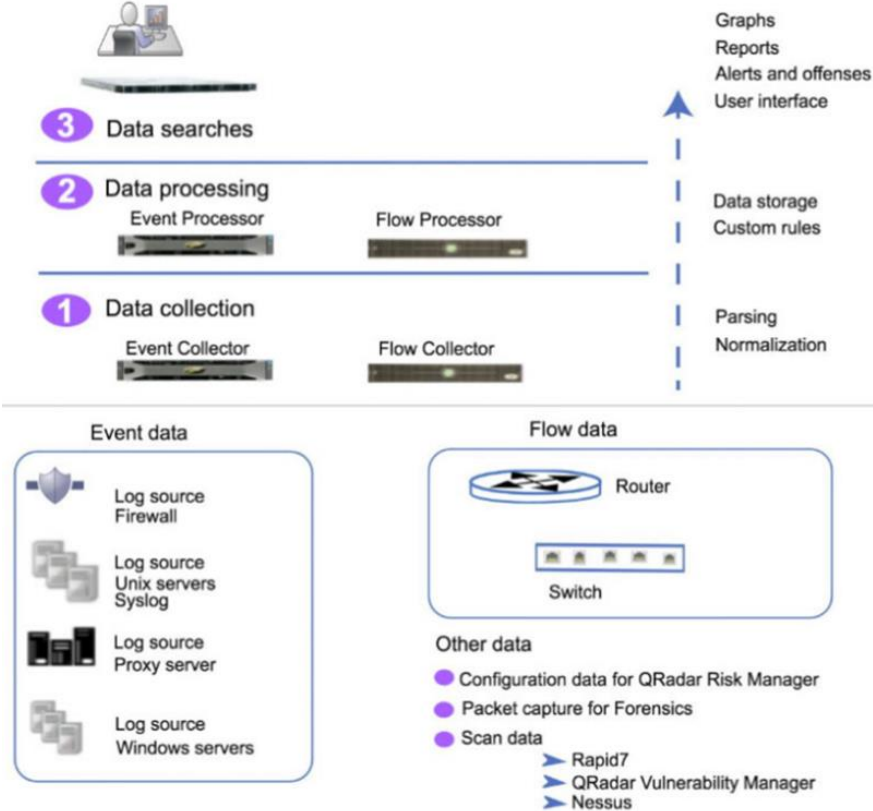 Graphs
Reports
Alerts and offenses
User interface
3 Data searches
2 Data processing
Event Processor
Flow Processor
Data storage
Custom rules
1 Data collection
Event Collector
Flow Collector
Parsing
Normalization
Event data
Log source
Firewall
Log source
Unix servers
Syslog
Log source
Proxy server
Log source
Windows servers
Flow data
Router
Switch
Other data
Configuration data for QRadar Risk Manager
Packet capture for Forensics
Scan data
Rapid7
QRadar Vulnerability Manager
Nessus